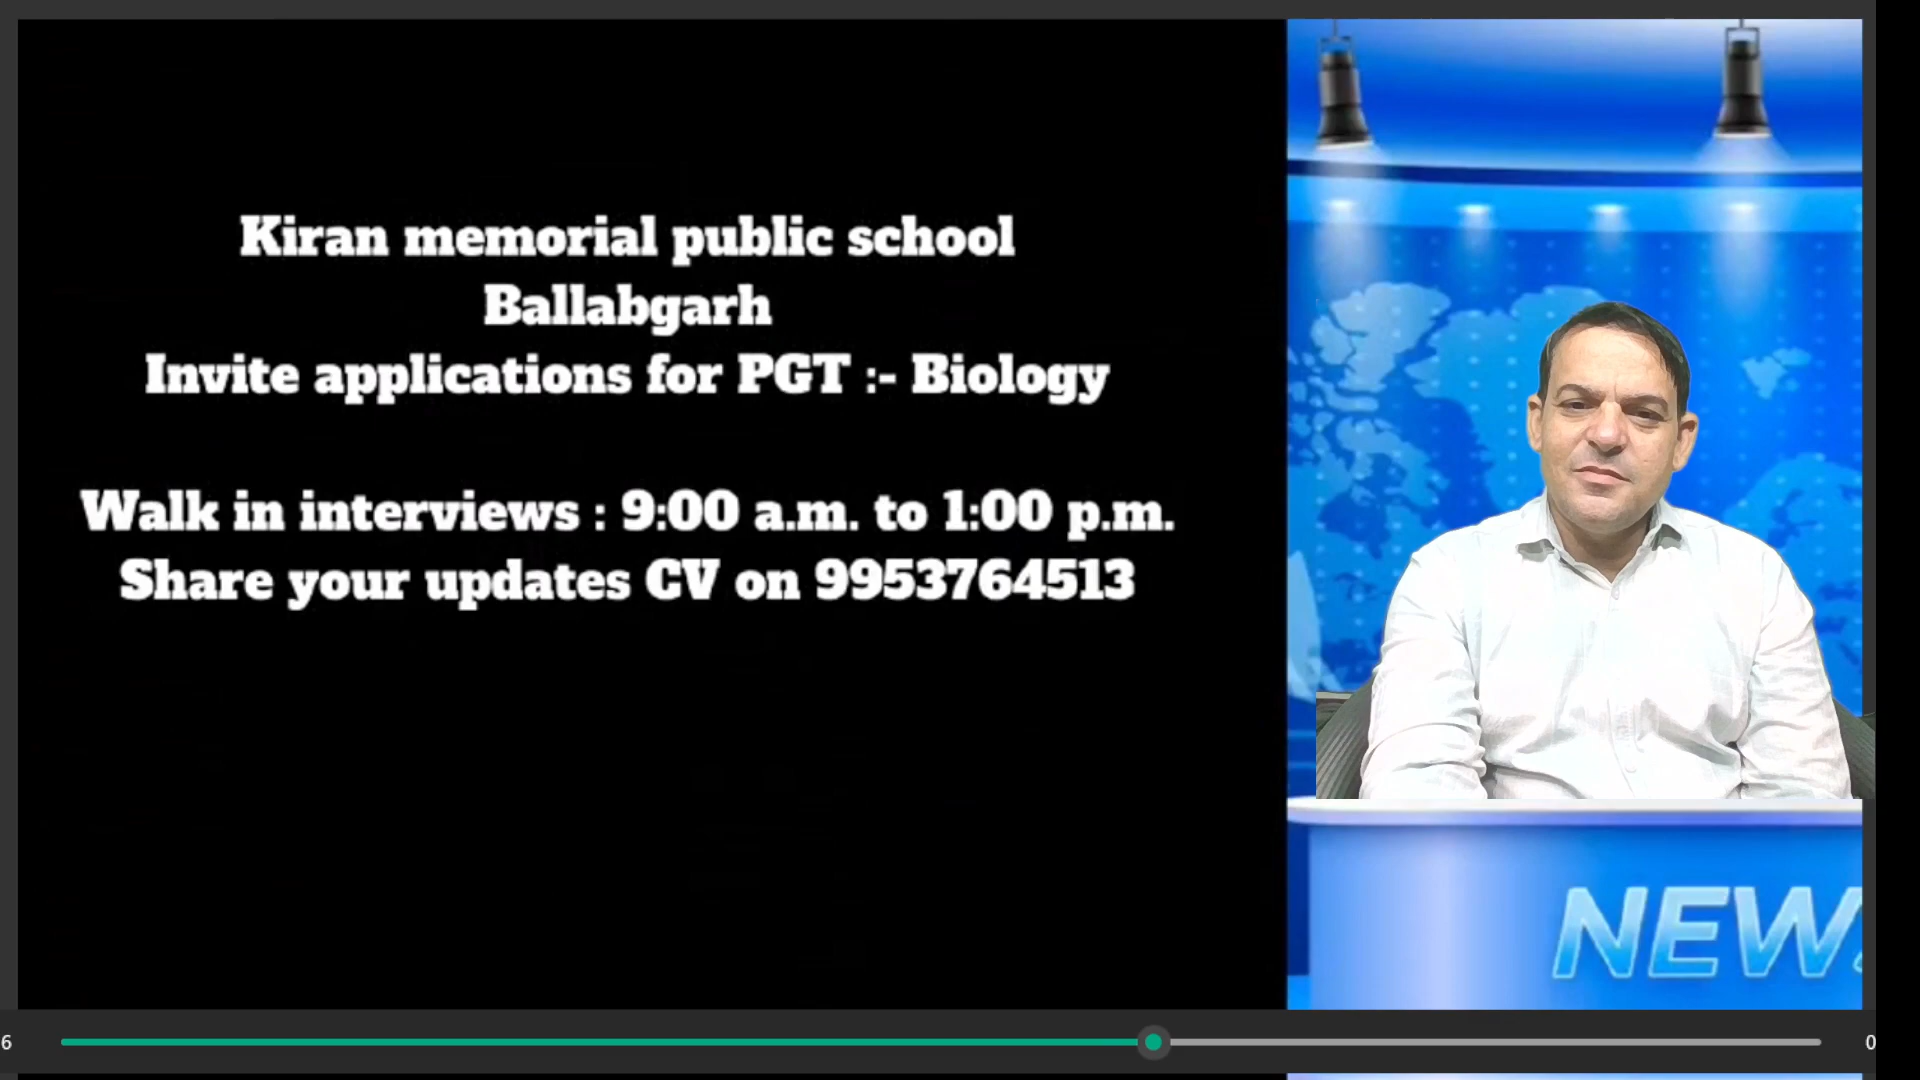 Kiran memorial public school
Ballabgarh
Invite applications for PGT :- Biology
Walk in interviews : 9:00 a.m. to 1:00 p.m.
Share your updates CV on 9953764513
NEWS
6
0